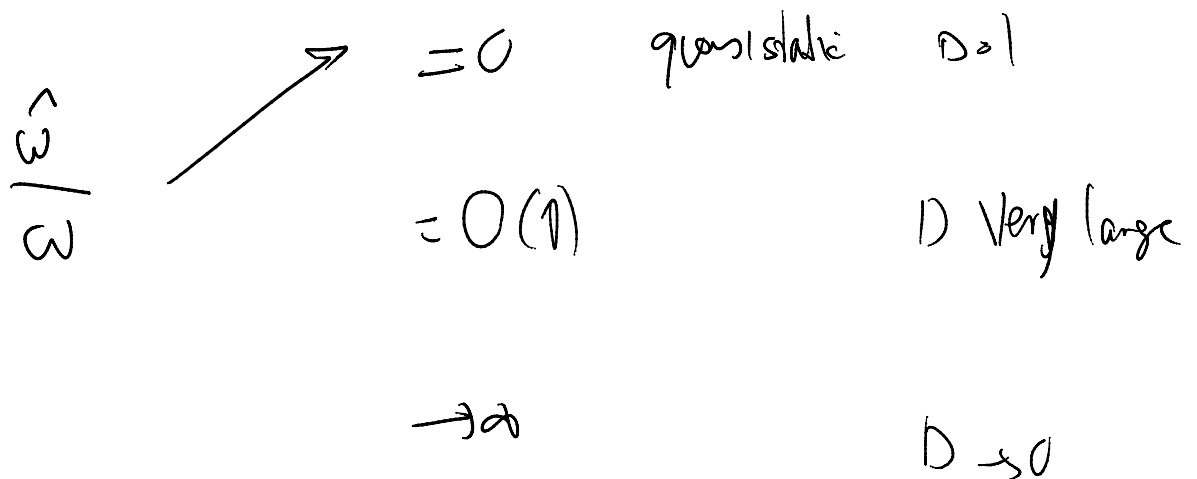 = 0 quasistatic D=1
ω̂ / ω = O(1) D Very large
→ ∞ D → 0